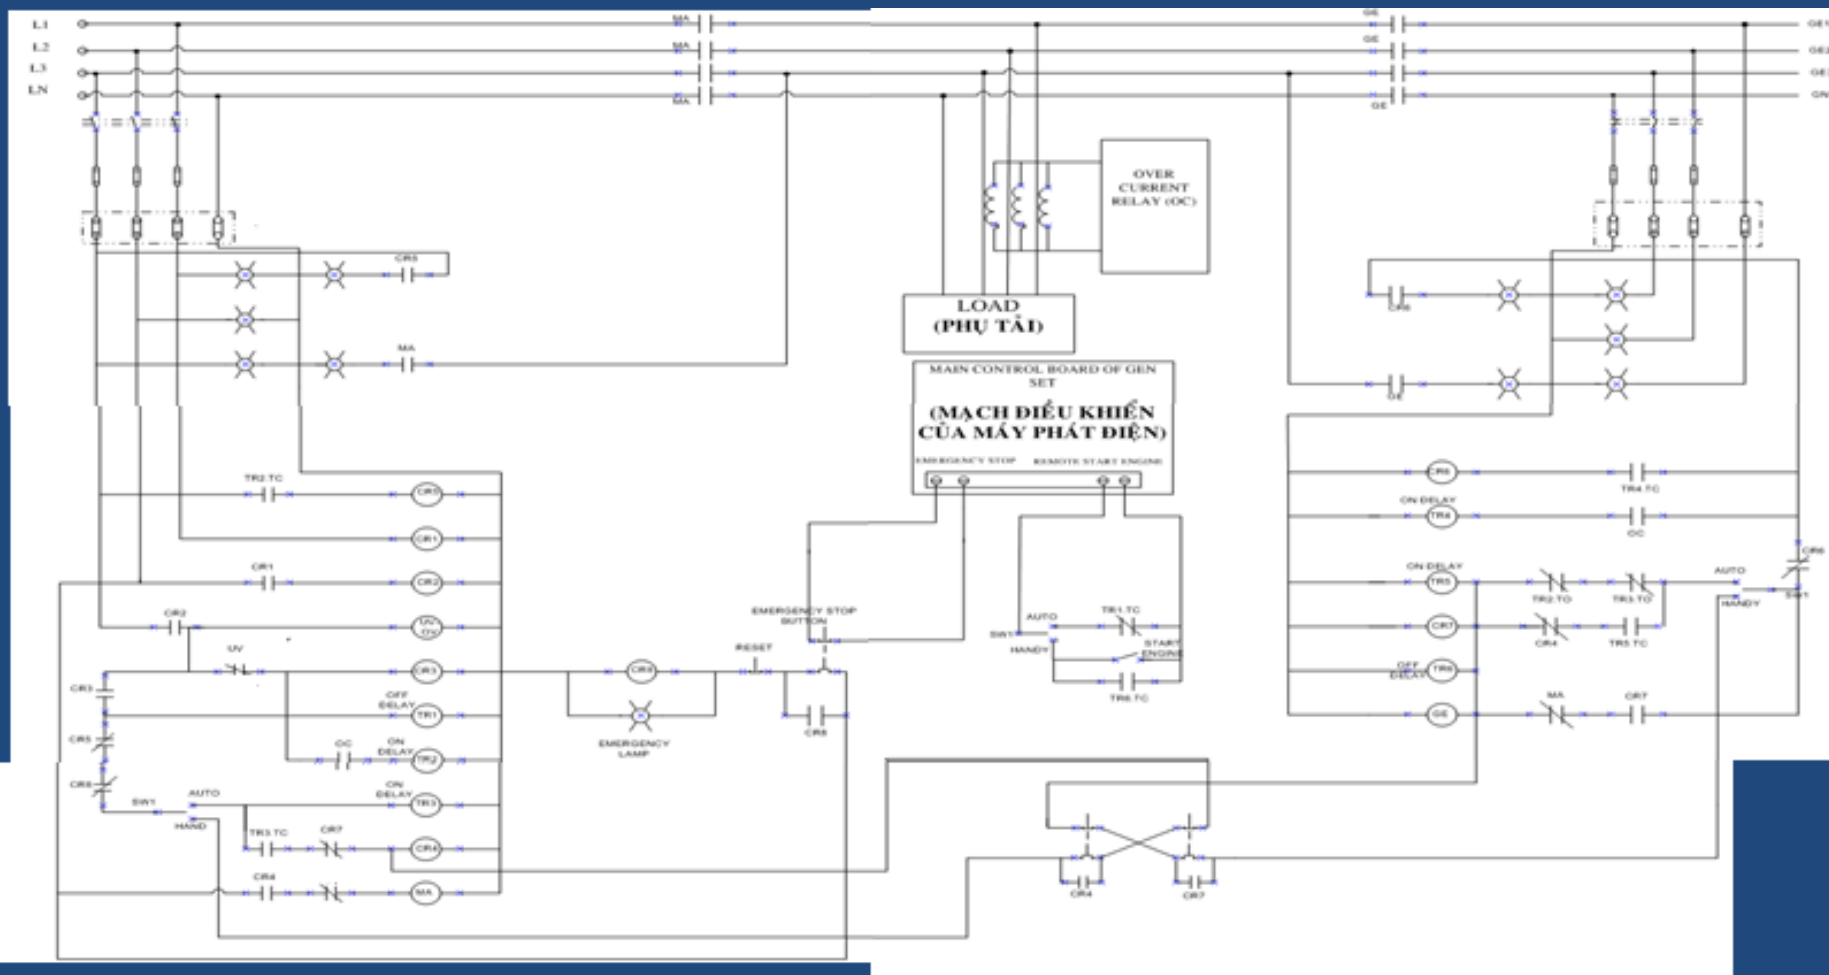 L1
L2
L3
LN
MA
MA
MA
GE
GE
GE
OVER
CURRENT
RELAY (OC)
CR5
MA
LOAD
(PHỤ TẢI)
MAIN CONTROL BOARD OF GEN
SET
(MẠCH ĐIỀU KHIỂN
CỦA MÁY PHÁT ĐIỆN)
EMERGENCY STOP
REMOTE START ENGINE
CR6
GE
TR2.TC
CR5
CR1
CR1
CR2
CR2
UV
CR3
CR3
OFF
DELAY
TR1
CR5
OC
ON
DELAY
TR2
SW1
AUTO
HAND
ON
DELAY
TR3
TR3.TC
CR7
CR4
CR4
MA
EMERGENCY STOP
BUTTON
RESET
CR8
EMERGENCY
LAMP
CR8
AUTO
SW1
HANDY
TR1.TC
START
ENGINE
TR6.TC
CR6
TR4.TC
ON DELAY
TR4
OC
CR6
ON DELAY
TR5
TR2.TO
TR3.TO
AUTO
HANDY
SW1
CR7
CR4
TR5.TC
OFF
DELAY
TR6
GE
MA
CR7
CR4
CR7